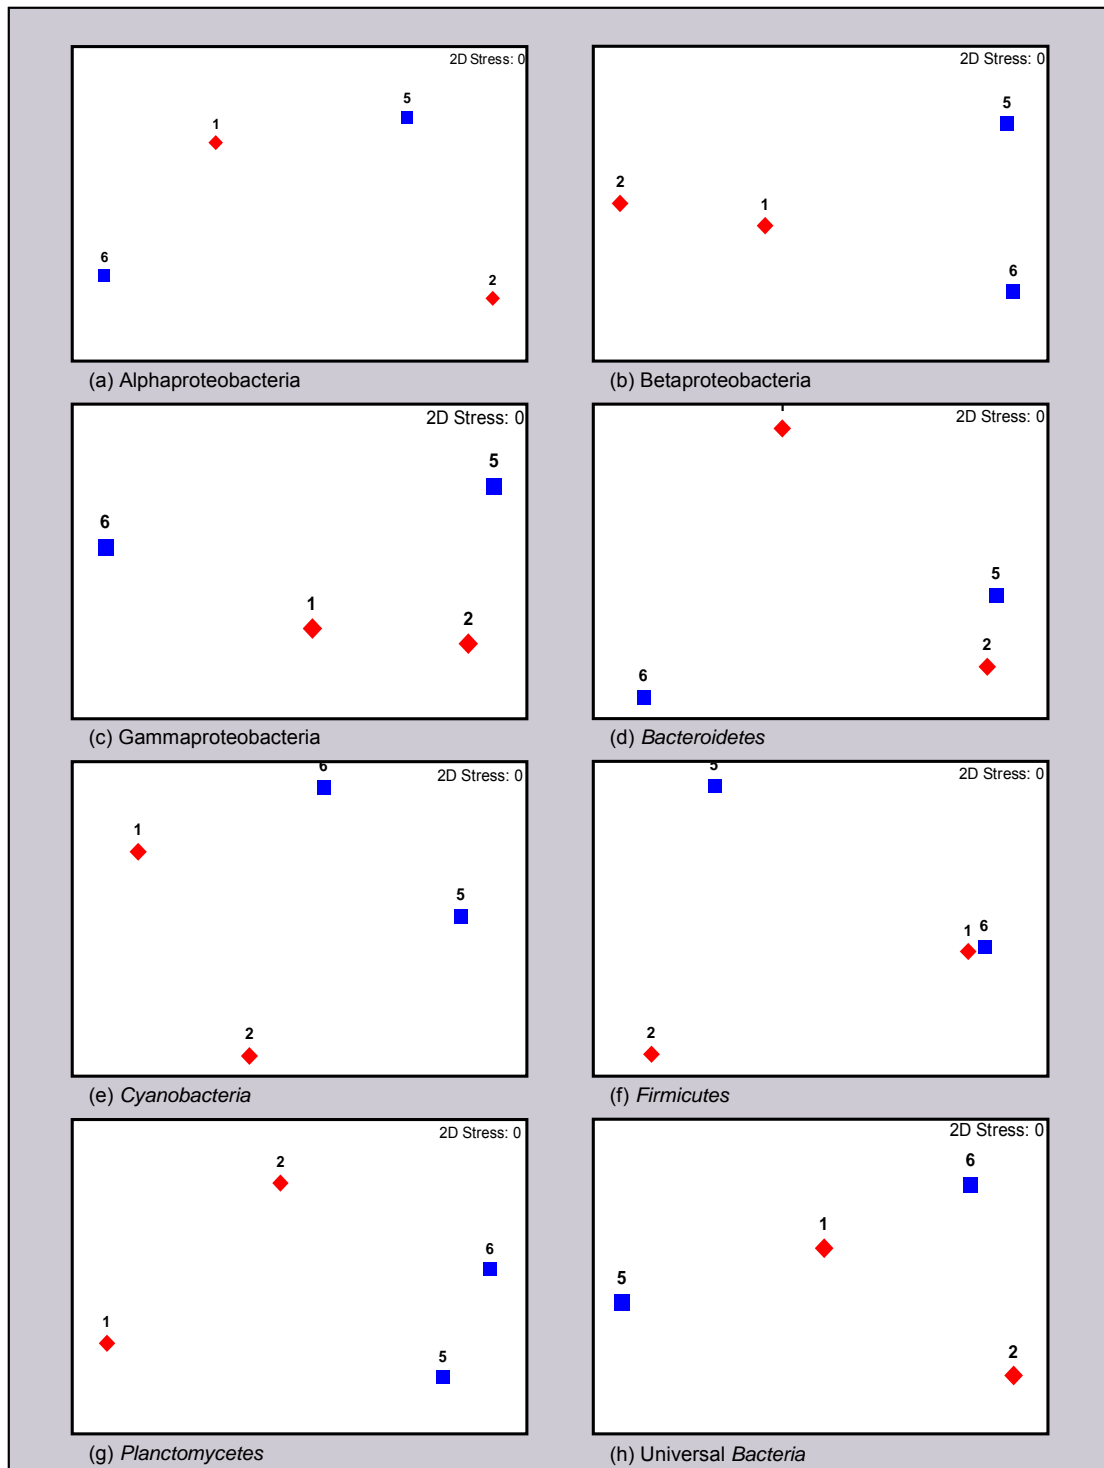 2D Stress: 0
5
1
6
2
(a) Alphaproteobacteria
2D Stress: 0
5
2
1
6
(b) Betaproteobacteria
2D Stress: 0
5
6
1
2
(c) Gammaproteobacteria
2D Stress: 0
5
2
6
(d) Bacteroidetes
2D Stress: 0
6
1
5
2
(e) Cyanobacteria
2D Stress: 0
5
1 6
2
(f) Firmicutes
2D Stress: 0
2
6
1
5
(g) Planctomycetes
2D Stress: 0
6
1
5
2
(h) Universal Bacteria